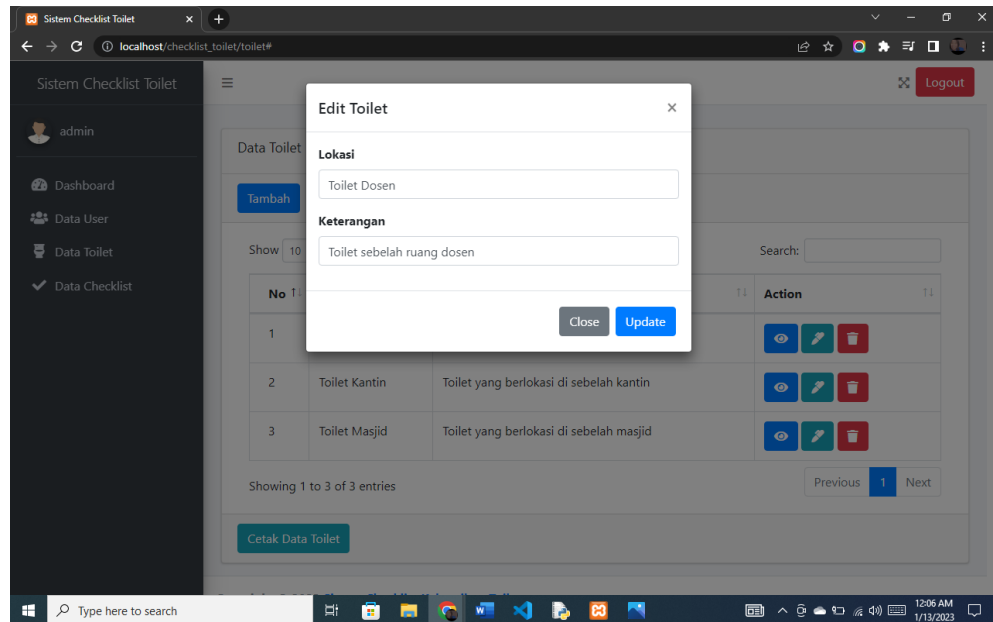 Sistem Checklist Toilet
localhost/checklist_toilet/toilet#
Sistem Checklist Toilet
Logout
admin
Dashboard
Data User
Data Toilet
Data Checklist
Data Toilet
Tambah
Edit Toilet
Lokasi
Toilet Dosen
Keterangan
Toilet sebelah ruang dosen
Close Update
Show 10
Search:
No Action
1
2 Toilet Kantin Toilet yang berlokasi di sebelah kantin
3 Toilet Masjid Toilet yang berlokasi di sebelah masjid
Showing 1 to 3 of 3 entries
Previous 1 Next
Cetak Data Toilet
Type here to search
12:06 AM
1/13/2023